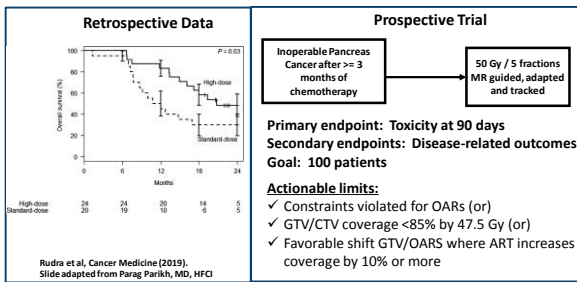 Retrospective Data
P = 0.03
100
80
60
40
20
0
Overall survival (%)
High-dose
Standard-dose
0 6 12 18 24
Months
High-dose 24 24 20 14 5
Standard-dose 20 19 10 6 5
Rudra et al, Cancer Medicine (2019).
Slide adapted from Parag Parikh, MD, HFCI
Prospective Trial
Inoperable Preacreas
Cancer after >= 3
months of
chemotherapy
50 Gy / 5 fractions
MR guided, adapted
and tracked
Primary endpoint: Toxicity at 90 days
Secondary endpoints: Disease-related outcomes
Goal: 100 patients
Actionable limits:
✓ Constraints violated for OARs (or)
✓ GTV/CTV coverage <85% by 47.5 Gy (or)
✓ Favorable shift GTV/OARS where ART increases
coverage by 10% or more